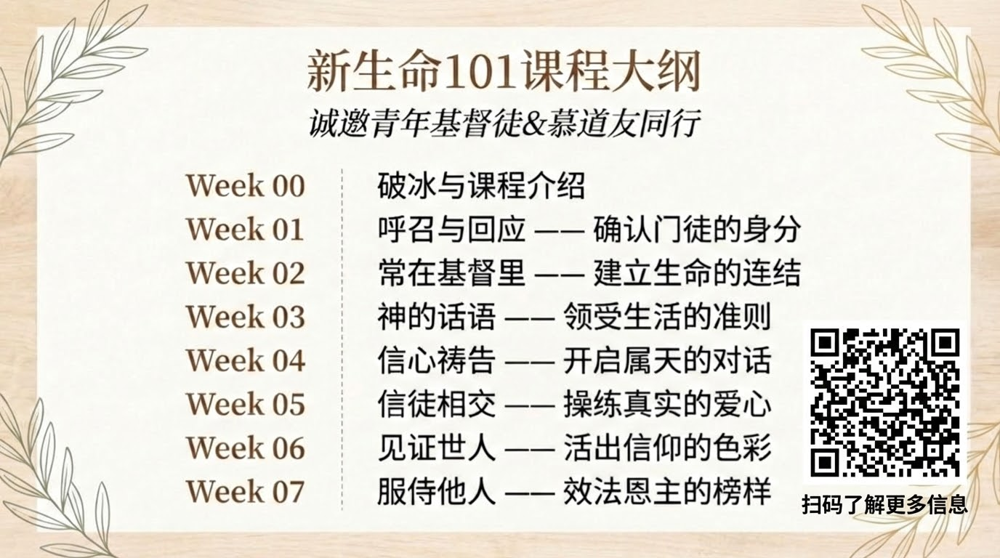 新生命101课程大纲
诚邀青年基督徒&慕道友同行
Week 00 破冰与课程介绍
Week 01 呼召与回应 —— 确认门徒的身分
Week 02 常在基督里 —— 建立生命的连结
Week 03 神的话语 —— 领受生活的准则
Week 04 信心祷告 —— 开启属天的对话
Week 05 信徒相交 —— 操练真实的爱心
Week 06 见证世人 —— 活出信仰的色彩
Week 07 服侍他人 —— 效法恩主的榜样
扫码了解更多信息